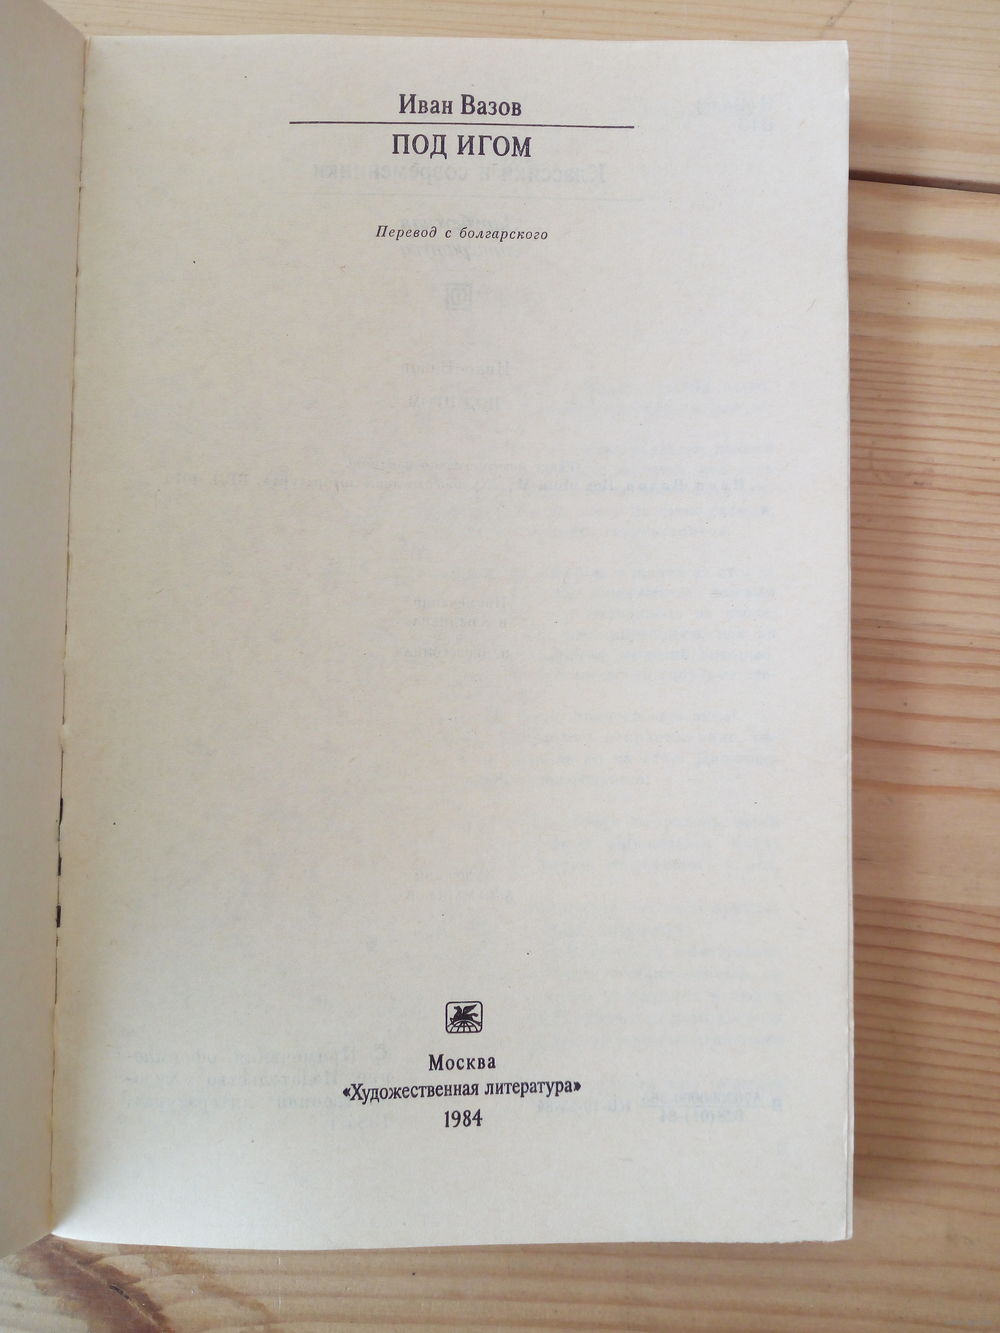 Иван Вазов
ПОД ИГОМ
Перевод с болгарского
Москва
«Художественная литература»
1984